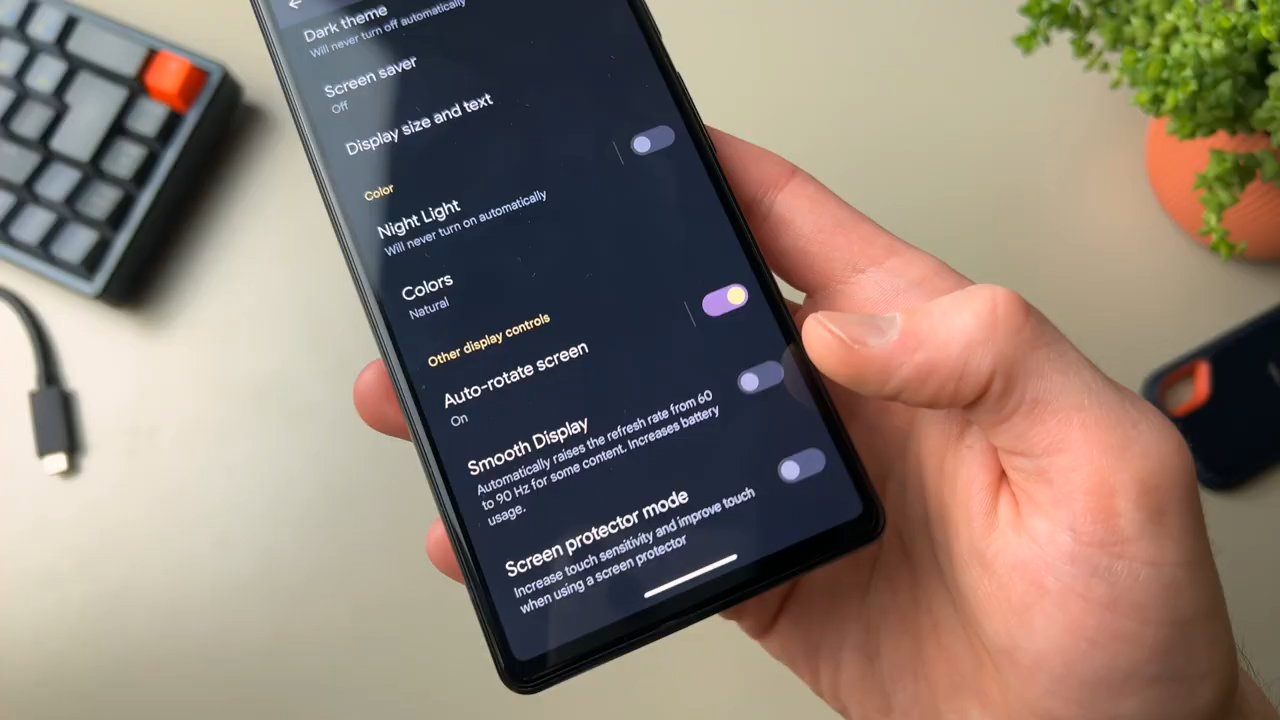 Dark theme
Will never turn off automatically
Screen saver
Off
Display size and text
Color
Night Light
Will never turn on automatically
Colors
Natural
Other display controls
Auto-rotate screen
On
Smooth Display
Automatically raises the refresh rate from 60
to 90 Hz for some content. Increases battery
usage.
Screen protector mode
Increase touch sensitivity and improve touch
when using a screen protector